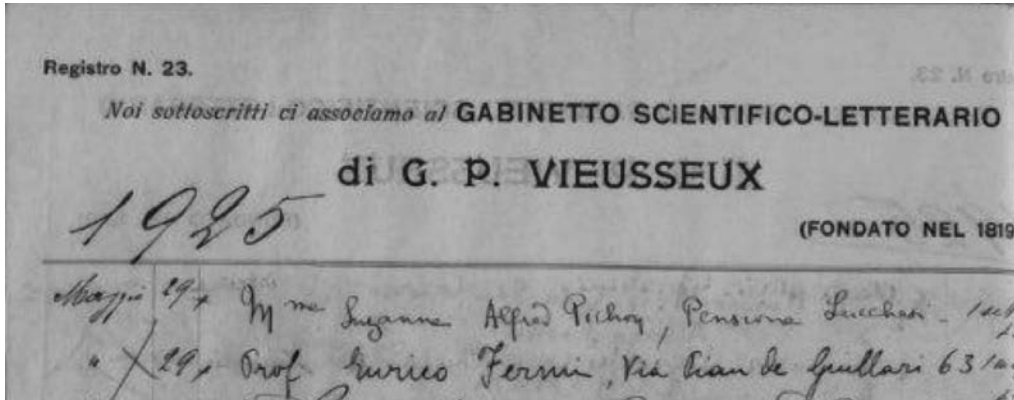 Registro N. 23.
Noi sottoscritti ci associamo al GABINETTO SCIENTIFICO-LETTERARIO
di G. P. VIEUSSEUX
1925
(FONDATO NEL 1819
Maggio 29 x Mme Suzanne Alfred Pichon, Pensione Lucchesi -
" 29 x Prof Enrico Fermi, Via Pian de Giullari 63